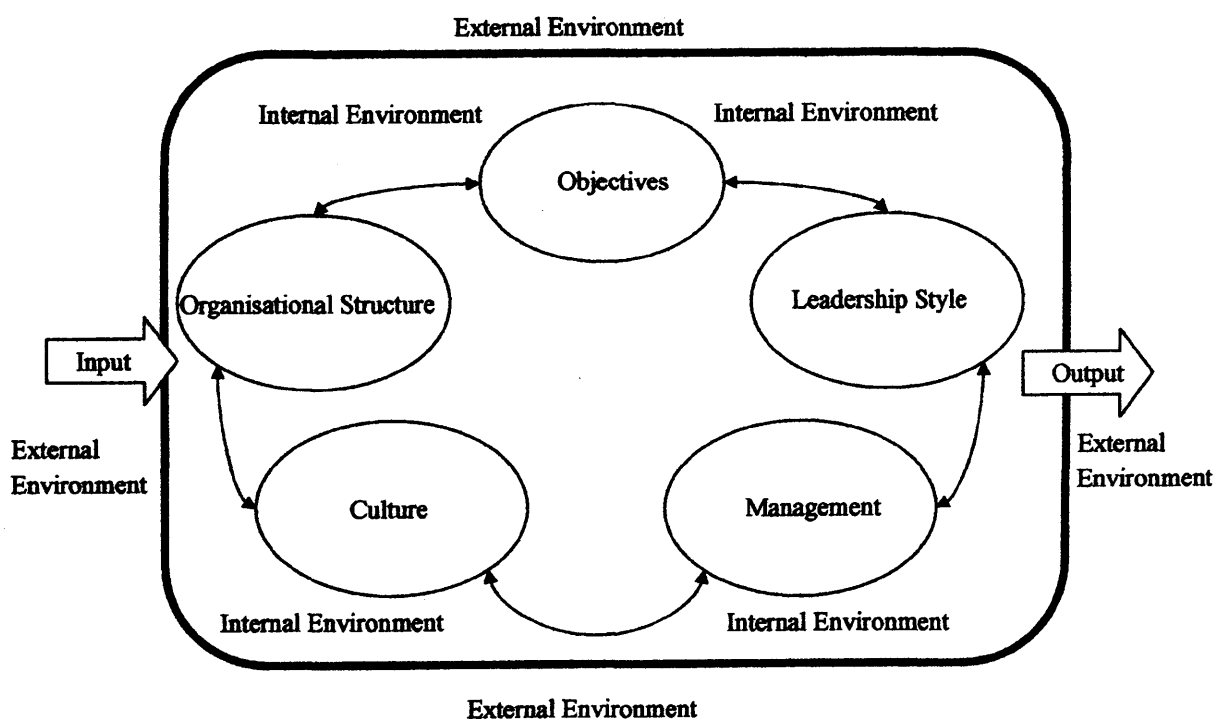 External Environment
Internal Environment
Internal Environment
Objectives
Organisational Structure
Leadership Style
Input
Output
External
Environment
External
Environment
Culture
Management
Internal Environment
Internal Environment
External Environment